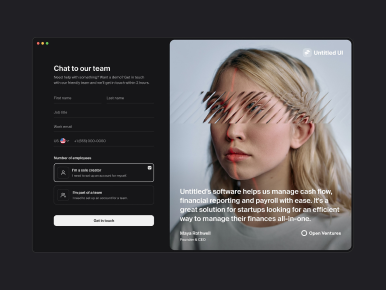 Chat to our team
Need help with something? Want a demo? Get in touch
with our friendly team and we'll get in touch within 2 hours.
First name
Last name
Job title
Work email
US
+1 (555) 000-0000
Number of employees
I'm a sole creator
I'm part of a team
Get in touch
Untitled UI
Untitled's software helps us manage cash flow,
financial reporting and payroll with ease. It's a
great solution for startups looking for an efficient
way to manage their finances all-in-one.
Maya Rothwell
Founder & CEO
Open Ventures